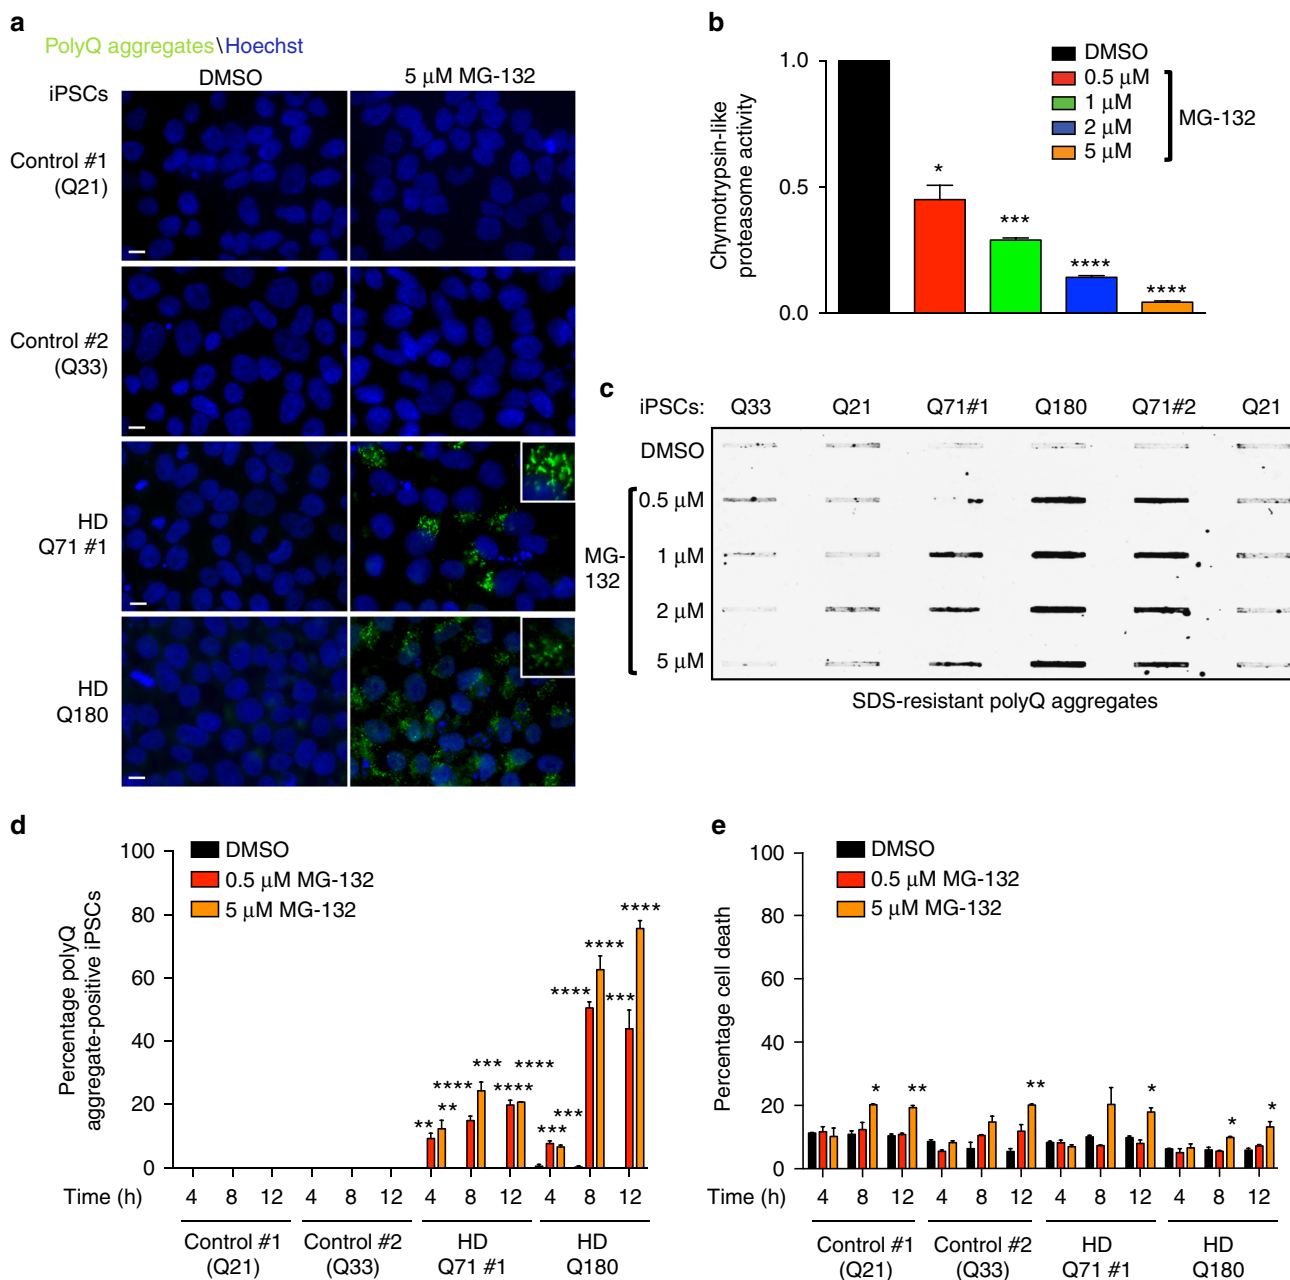 a
PolyQ aggregates\Hoechst
DMSO
5 μM MG-132
iPSCs
Control #1
(Q21)
Control #2
(Q33)
HD
Q71 #1
HD
Q180
b
Chymotrypsin-like
proteasome activity
1.0
0.5
0.0
*
***
****
****
DMSO
0.5 μM
1 μM
2 μM
5 μM
MG-132
c
iPSCs: Q33 Q21 Q71#1 Q180 Q71#2 Q21
DMSO
0.5 μM
1 μM
2 μM
5 μM
MG-
132
SDS-resistant polyQ aggregates
d
Percentage polyQ
aggregate-positive iPSCs
100
80
60
40
20
0
DMSO
0.5 μM MG-132
5 μM MG-132
** ** **** *** **** ****
*** *** **** **** *** ****
Time (h) 4 8 12 4 8 12 4 8 12 4 8 12
Control #1
(Q21)
Control #2
(Q33)
HD
Q71 #1
HD
Q180
e
Percentage cell death
100
80
60
40
20
0
DMSO
0.5 μM MG-132
5 μM MG-132
* ** ** * * *
Time (h) 4 8 12 4 8 12 4 8 12 4 8 12
Control #1
(Q21)
Control #2
(Q33)
HD
Q71 #1
HD
Q180